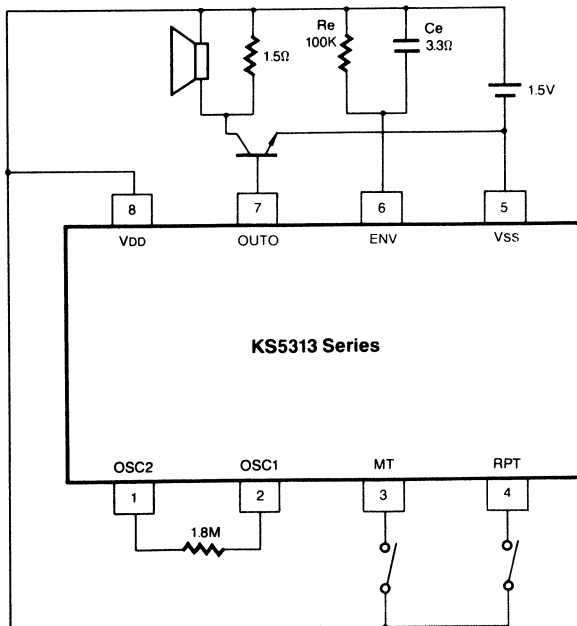 Re
100K
Ce
3.3Ω
1.5Ω
1.5V
8
7
6
5
VDD
OUTO
ENV
VSS
KS5313 Series
OSC2
OSC1
MT
RPT
1
2
3
4
1.8M